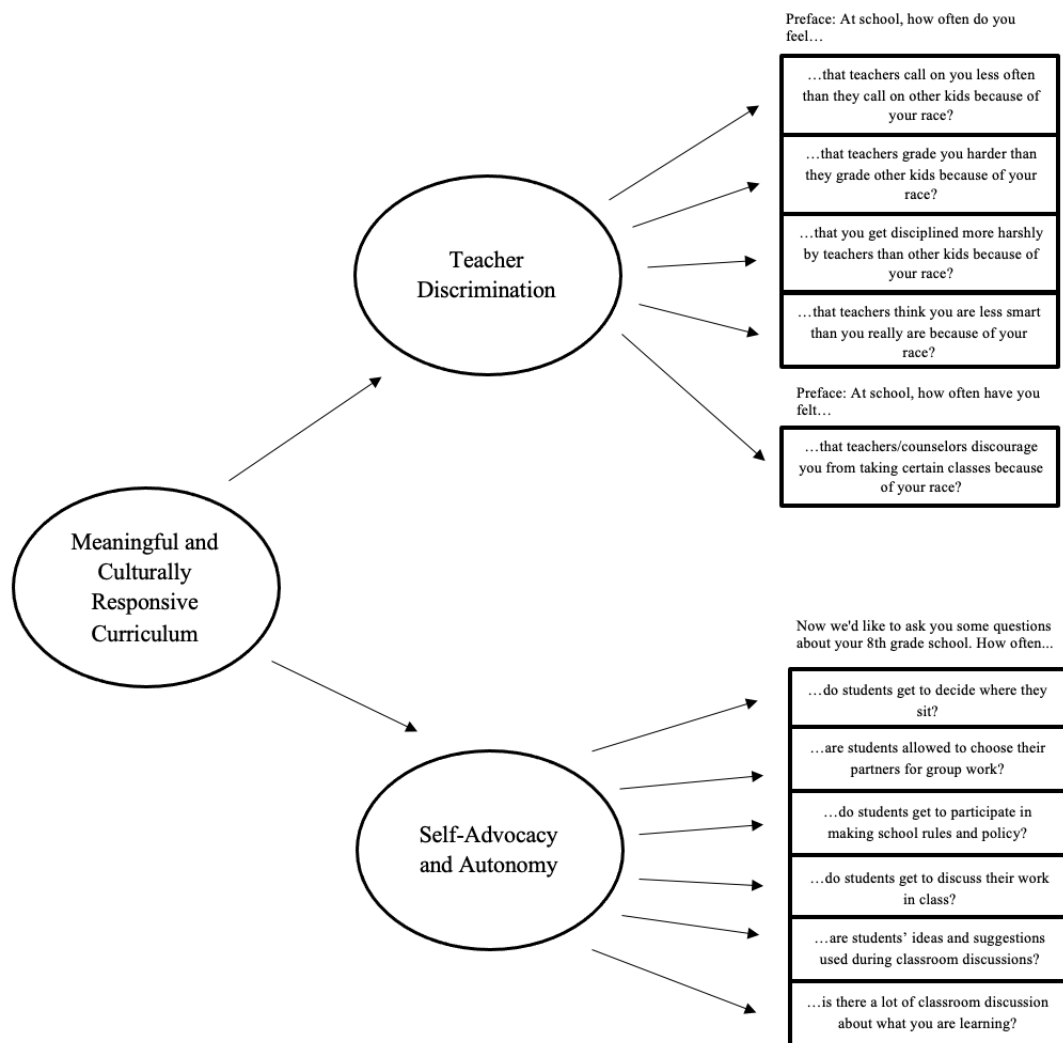 Preface: At school, how often do you
feel…
…that teachers call on you less often
than they call on other kids because of
your race?
…that teachers grade you harder than
they grade other kids because of your
race?
…that you get disciplined more harshly
by teachers than other kids because of
your race?
…that teachers think you are less smart
than you really are because of your
race?
Teacher
Discrimination
Preface: At school, how often have you
felt…
…that teachers/counselors discourage
you from taking certain classes because
of your race?
Meaningful and
Culturally
Responsive
Curriculum
Now we'd like to ask you some questions
about your 8th grade school. How often...
…do students get to decide where they
sit?
…are students allowed to choose their
partners for group work?
…do students get to participate in
making school rules and policy?
…do students get to discuss their work
in class?
…are students’ ideas and suggestions
used during classroom discussions?
…is there a lot of classroom discussion
about what you are learning?
Self-Advocacy
and Autonomy